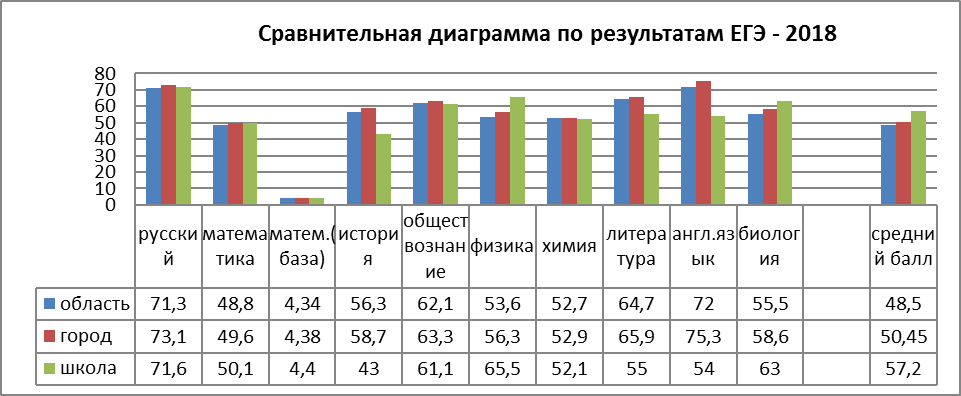 Сравнительная диаграмма по результатам ЕГЭ - 2018
80
70
60
50
40
30
20
10
0
русски
й
матема
тика
матем.(
база)
истори
я
общест
вознан
ие
физика
химия
литера
тура
англ.яз
ык
биолог
ия
средни
й балл
область 71,3 48,8 4,34 56,3 62,1 53,6 52,7 64,7 72 55,5 48,5
город 73,1 49,6 4,38 58,7 63,3 56,3 52,9 65,9 75,3 58,6 50,45
школа 71,6 50,1 4,4 43 61,1 65,5 52,1 55 54 63 57,2